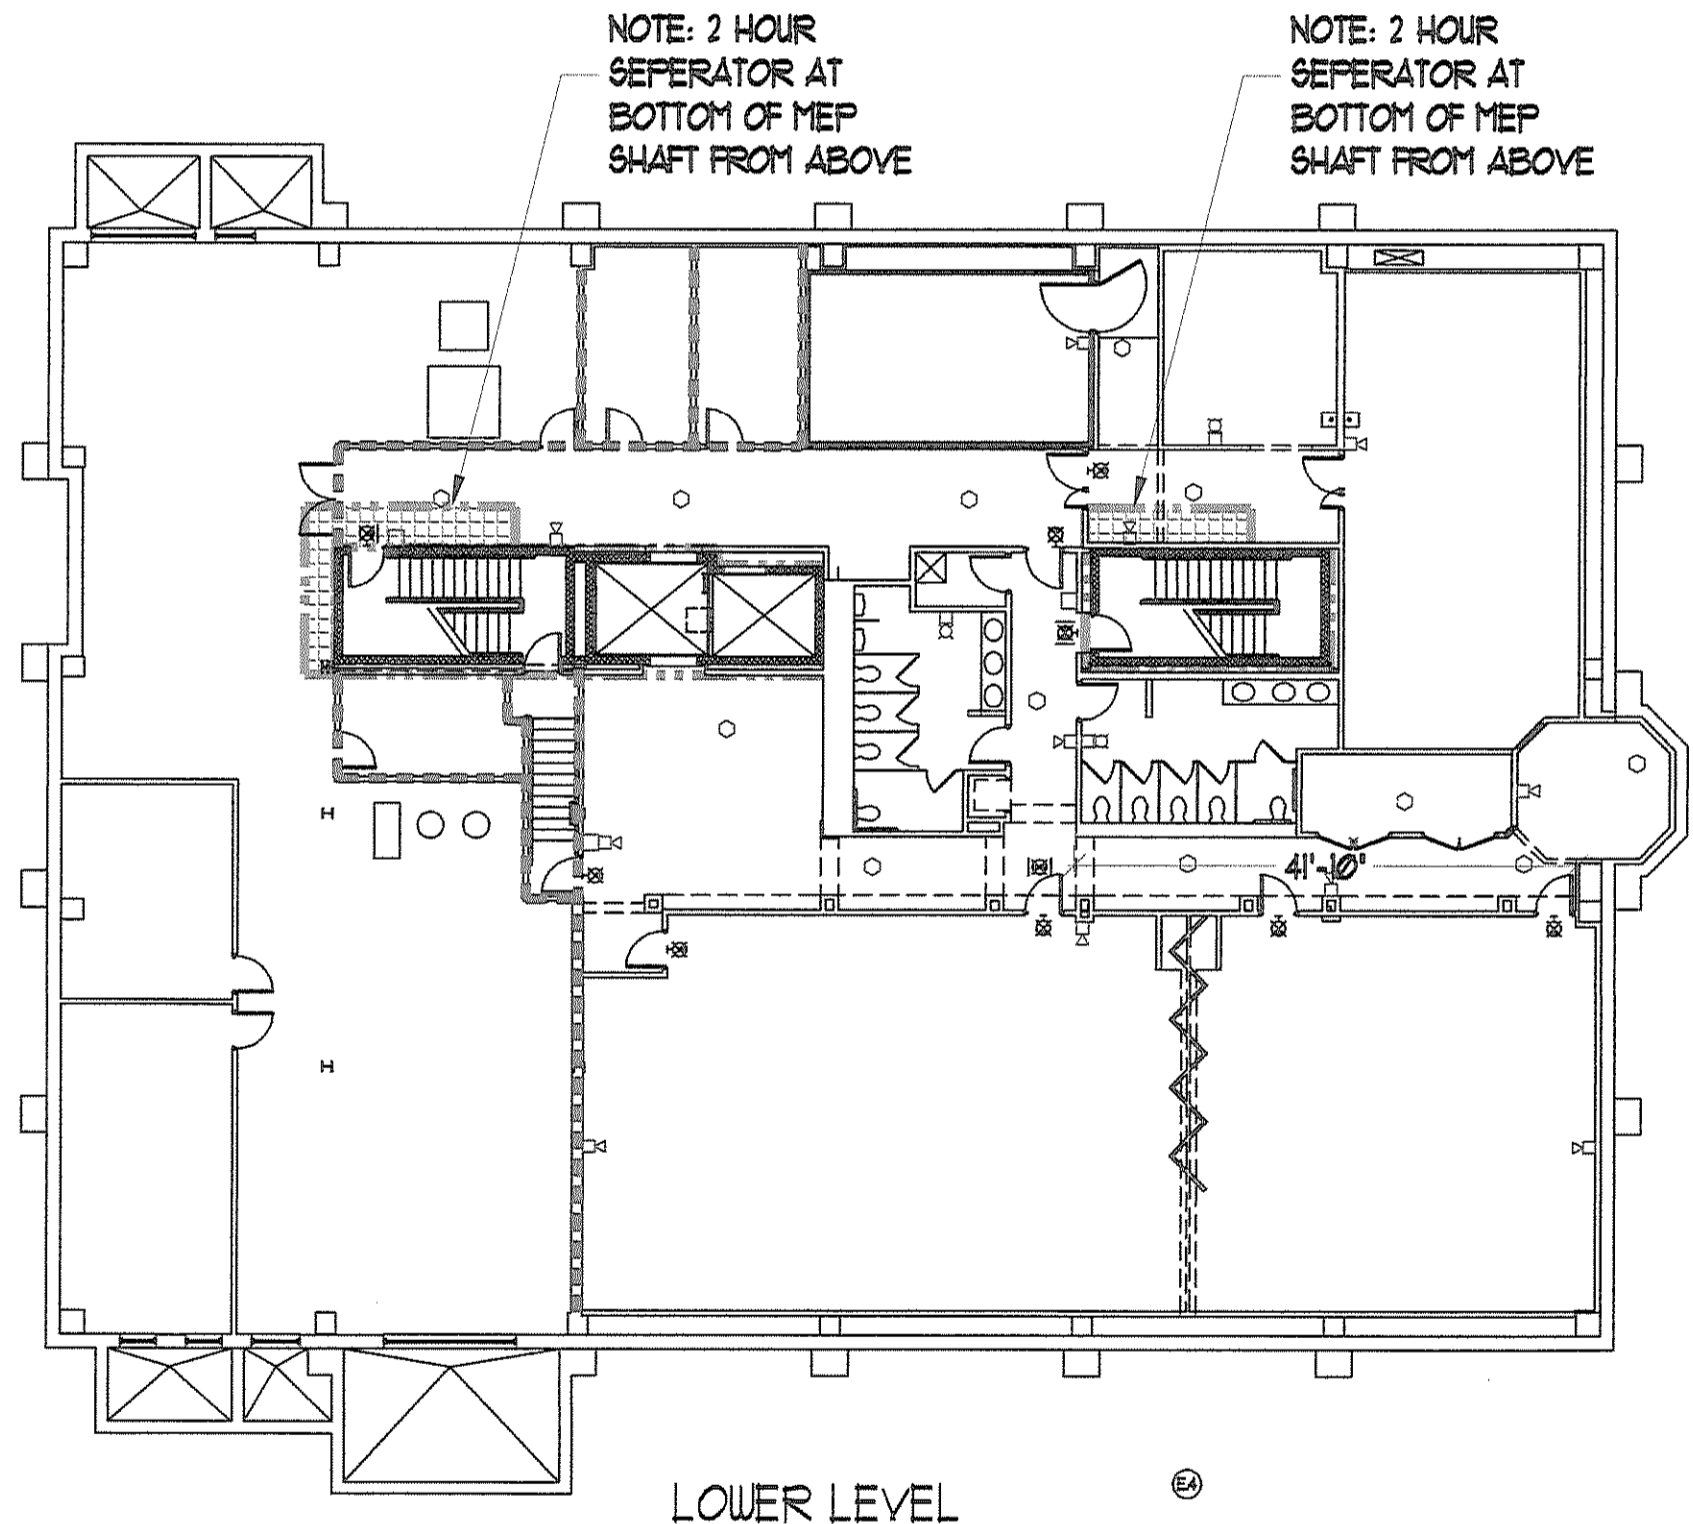 NOTE: 2 HOUR
SEPERATOR AT
BOTTOM OF MEP
SHAFT FROM ABOVE
NOTE: 2 HOUR
SEPERATOR AT
BOTTOM OF MEP
SHAFT FROM ABOVE
H
H
41'-10"
LOWER LEVEL
E4